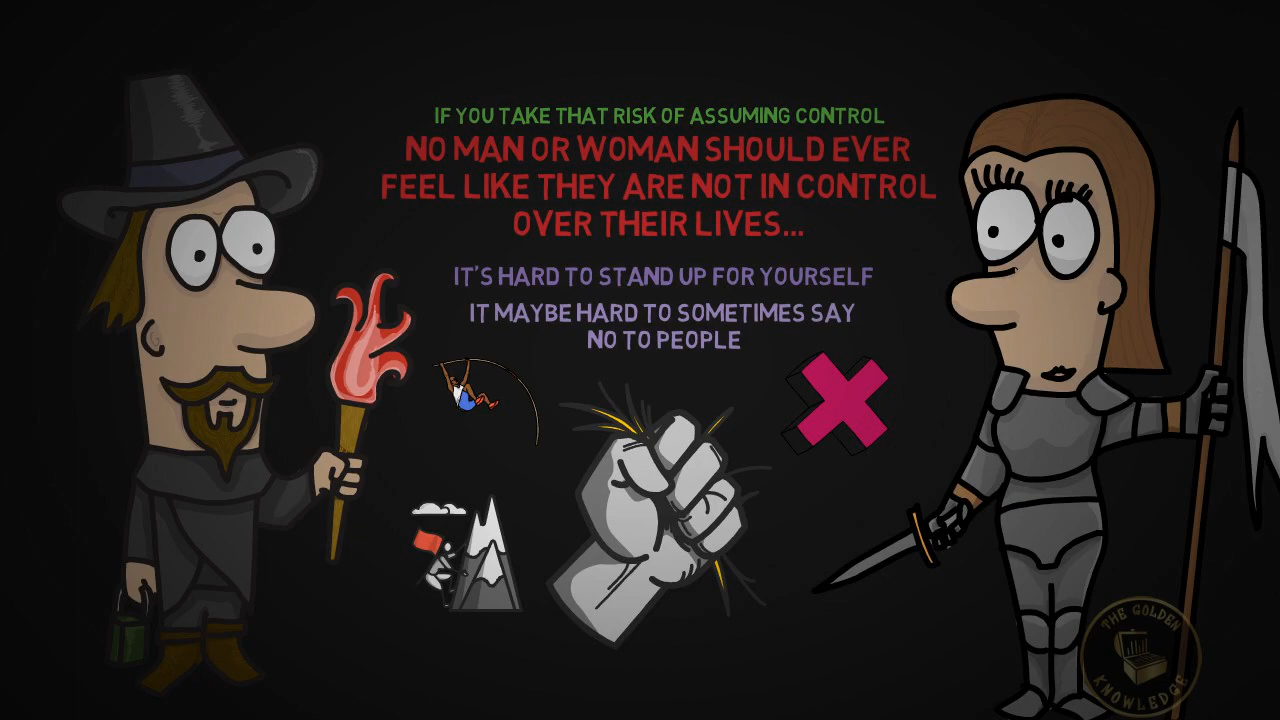 IF YOU TAKE THAT RISK OF ASSUMING CONTROL
NO MAN OR WOMAN SHOULD EVER
FEEL LIKE THEY ARE NOT IN CONTROL
OVER THEIR LIVES...
IT'S HARD TO STAND UP FOR YOURSELF
IT MAYBE HARD TO SOMETIMES SAY
NO TO PEOPLE
THE GOLDEN
KNOWLEDGE